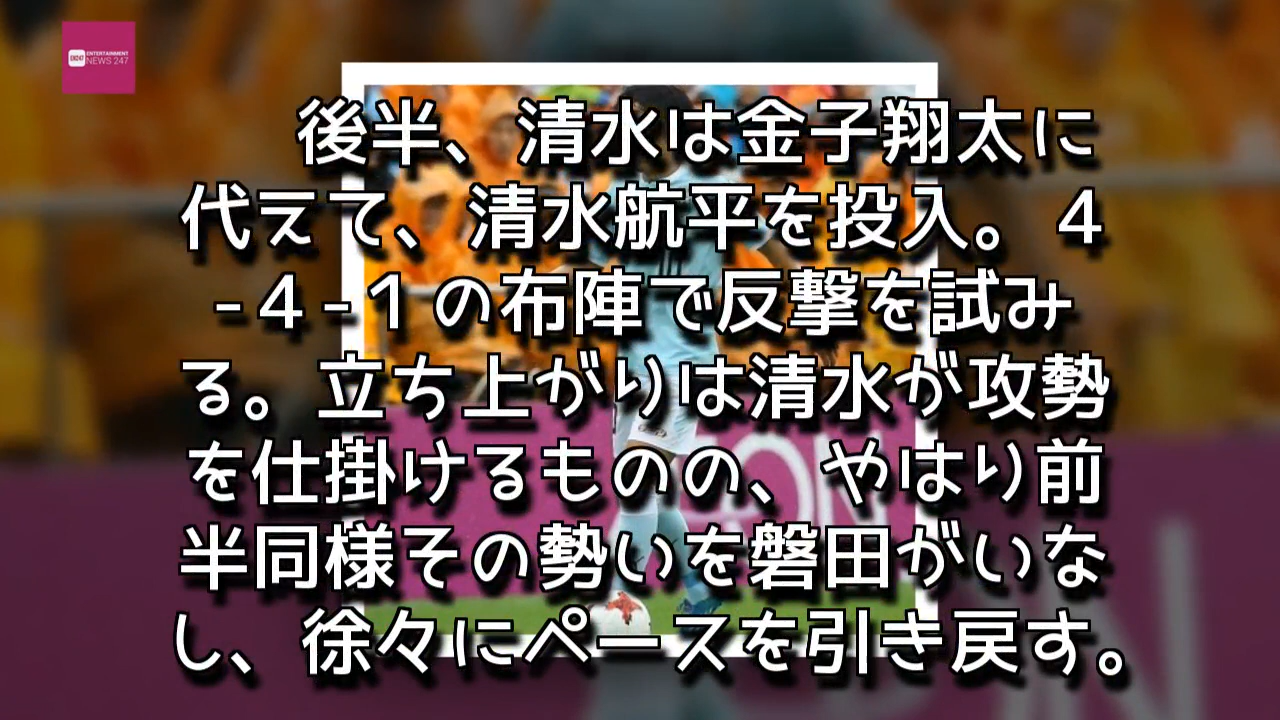 ENT247 ENTERTAINMENT
NEWS 247
後半、清水は金子翔太に
代えて、清水航平を投入。４
-４-１の布陣で反撃を試み
る。立ち上がりは清水が攻勢
を仕掛けるものの、やはり前
半同様その勢いを磐田がいな
し、徐々にペースを引き戻す。